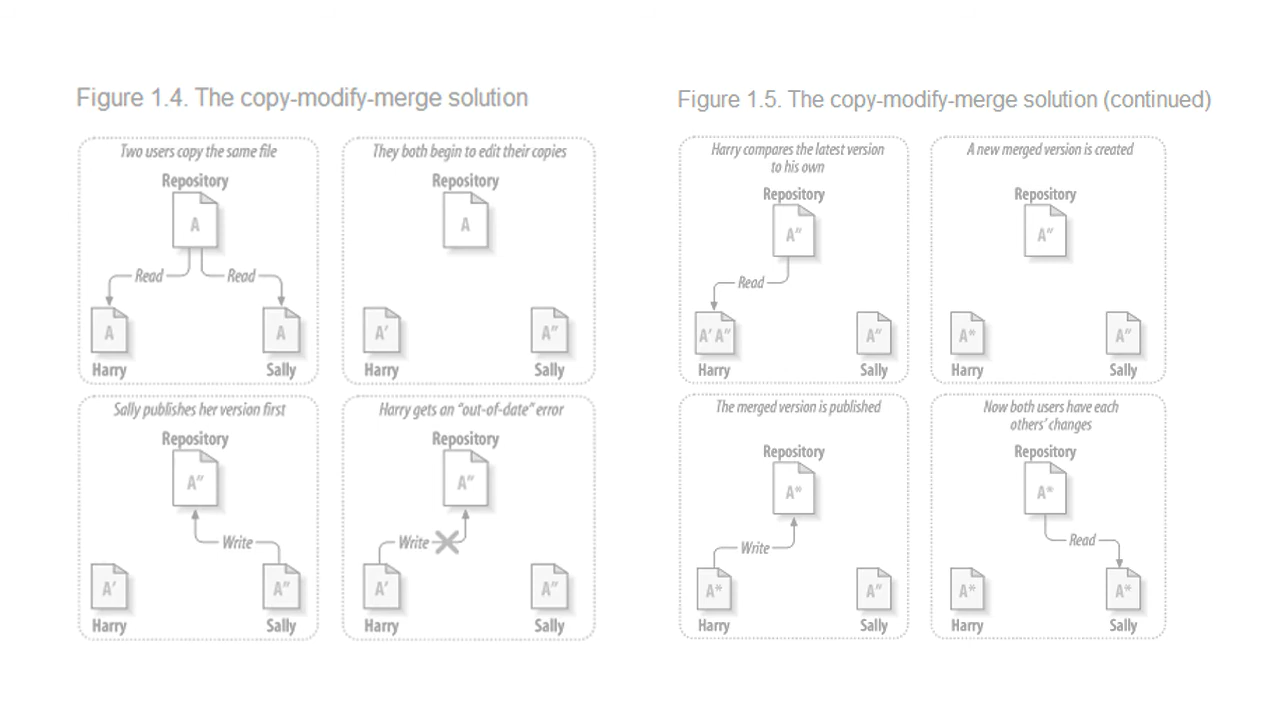 Figure 1.4. The copy-modify-merge solution
Two users copy the same file
Repository
A
Read
Read
A
A
Harry
Sally
They both begin to edit their copies
Repository
A
A′
A″
Harry
Sally
Sally publishes her version first
Repository
A″
Write
A′
A″
Harry
Sally
Harry gets an “out-of-date” error
Repository
A″
Write
A′
A″
Harry
Sally
Figure 1.5. The copy-modify-merge solution (continued)
Harry compares the latest version
to his own
Repository
A″
Read
A′ A″
A″
Harry
Sally
A new merged version is created
Repository
A″
A*
A″
Harry
Sally
The merged version is published
Repository
A*
Write
A*
A″
Harry
Sally
Now both users have each
others’ changes
Repository
A*
Read
A*
A*
Harry
Sally